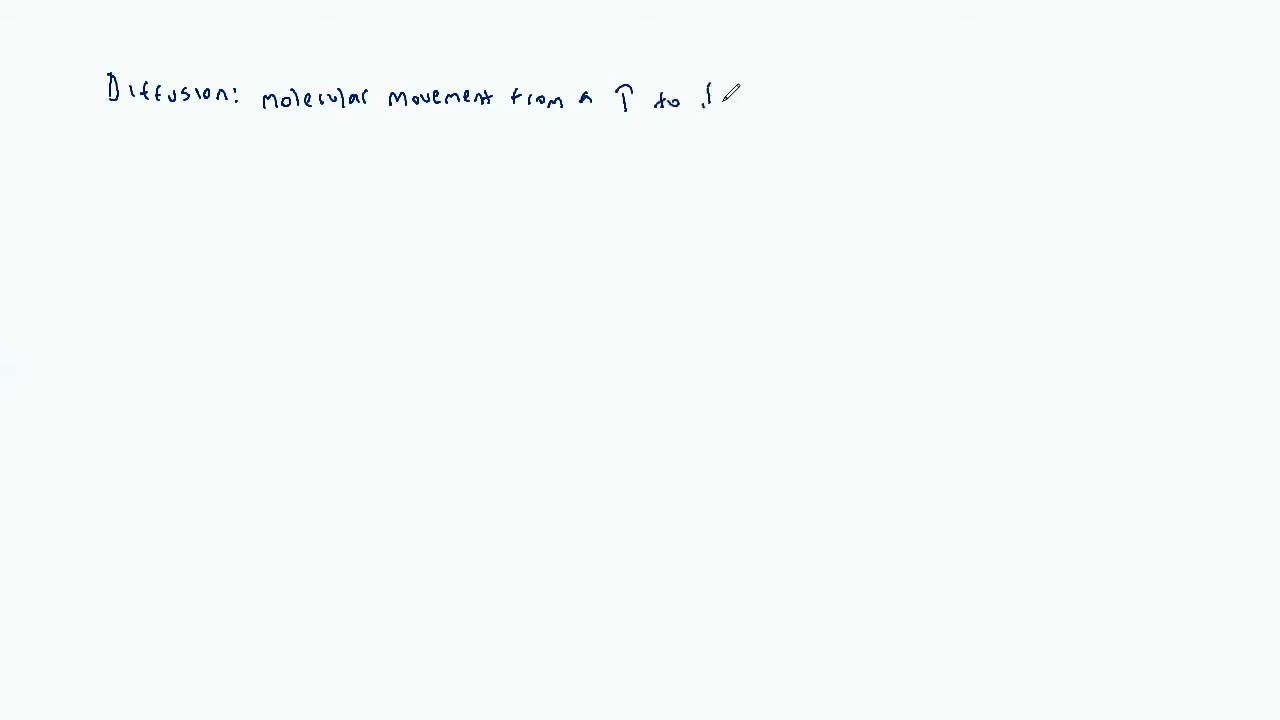 Diffusion: molecular movement from a ↑ to